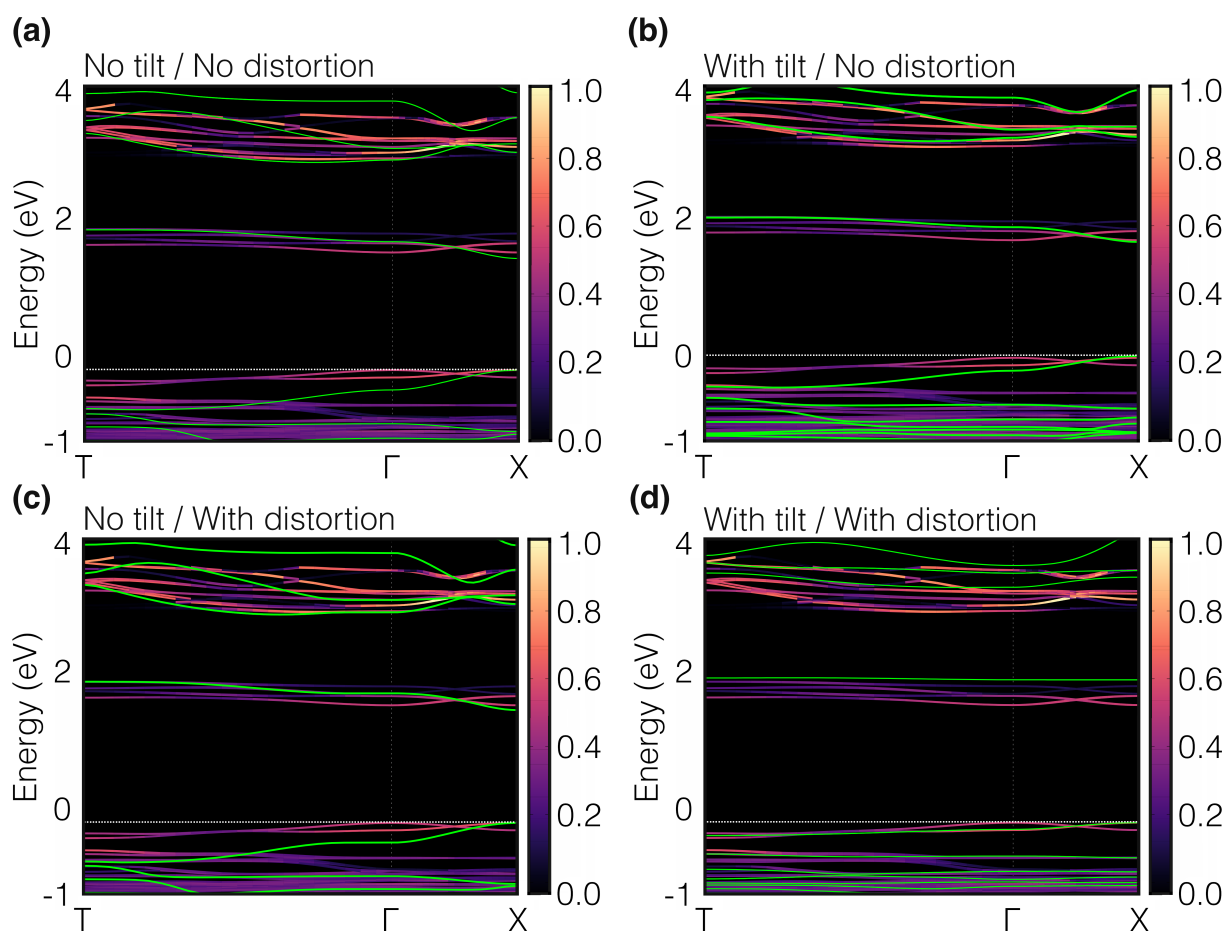 (a)
No tilt / No distortion
Energy (eV)
4
2
0
-1
T
Γ
X
1.0
0.8
0.6
0.4
0.2
0.0
(b)
With tilt / No distortion
Energy (eV)
4
2
0
-1
T
Γ
X
1.0
0.8
0.6
0.4
0.2
0.0
(c)
No tilt / With distortion
Energy (eV)
4
2
0
-1
T
Γ
X
1.0
0.8
0.6
0.4
0.2
0.0
(d)
With tilt / With distortion
Energy (eV)
4
2
0
-1
T
Γ
X
1.0
0.8
0.6
0.4
0.2
0.0